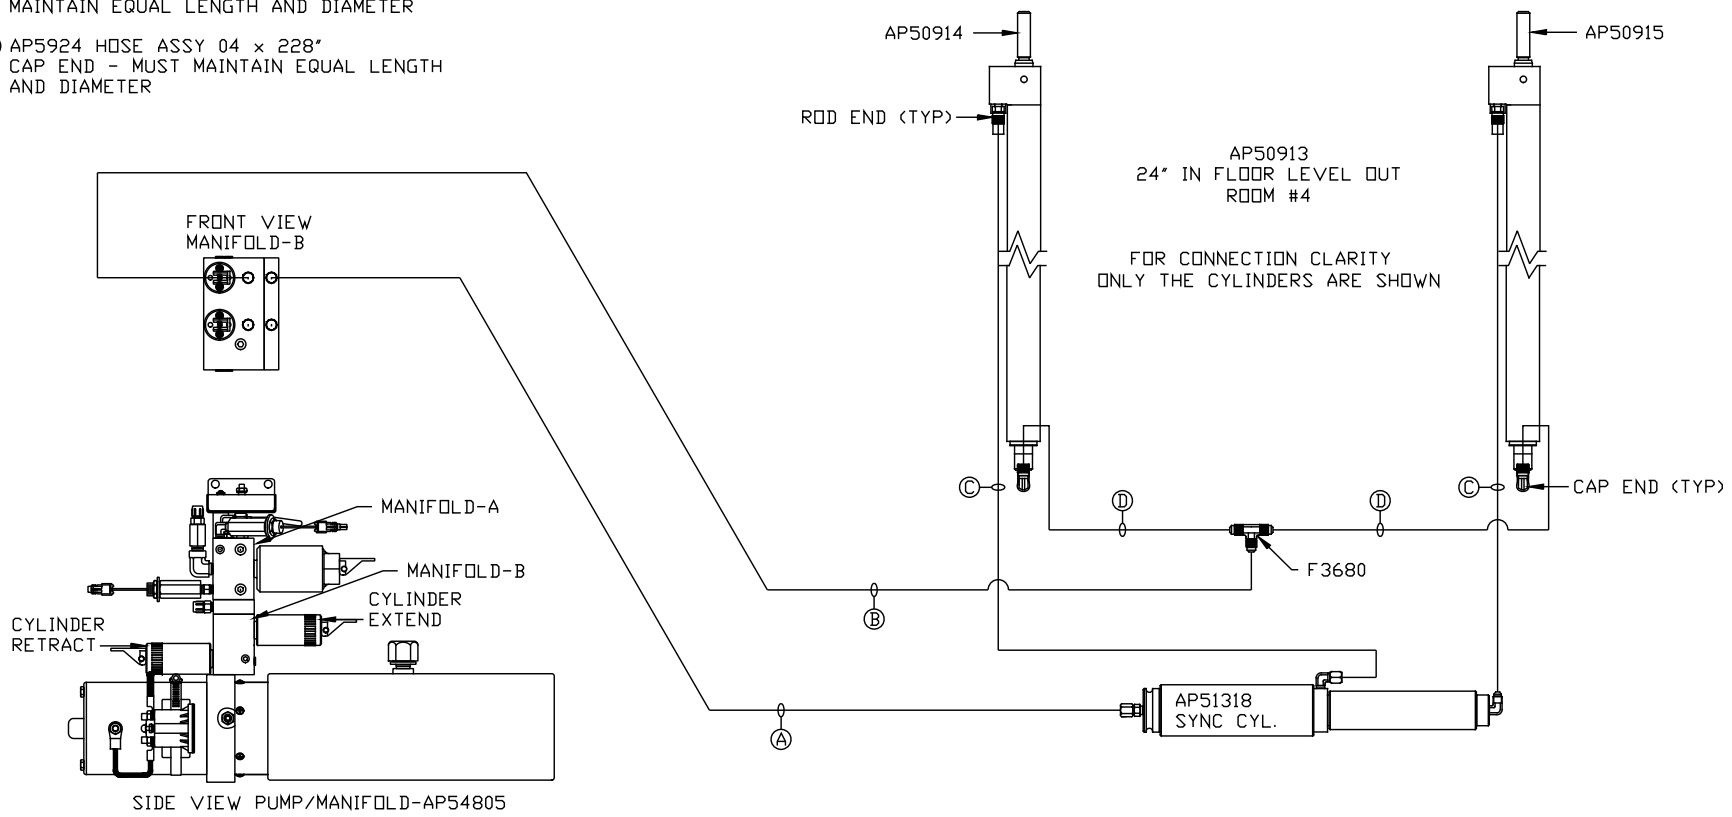 MAINTAIN EQUAL LENGTH AND DIAMETER
AP5924 HOSE ASSY 04 x 228"
CAP END - MUST MAINTAIN EQUAL LENGTH
AND DIAMETER
AP50914
AP50915
ROD END (TYP)
AP50913
24" IN FLOOR LEVEL OUT
ROOM #4
FOR CONNECTION CLARITY
ONLY THE CYLINDERS ARE SHOWN
FRONT VIEW
MANIFOLD-B
MANIFOLD-A
MANIFOLD-B
CYLINDER
EXTEND
CYLINDER
RETRACT
C
D
D
C
CAP END (TYP)
F3680
B
A
AP51318
SYNC CYL.
SIDE VIEW PUMP/MANIFOLD-AP54805